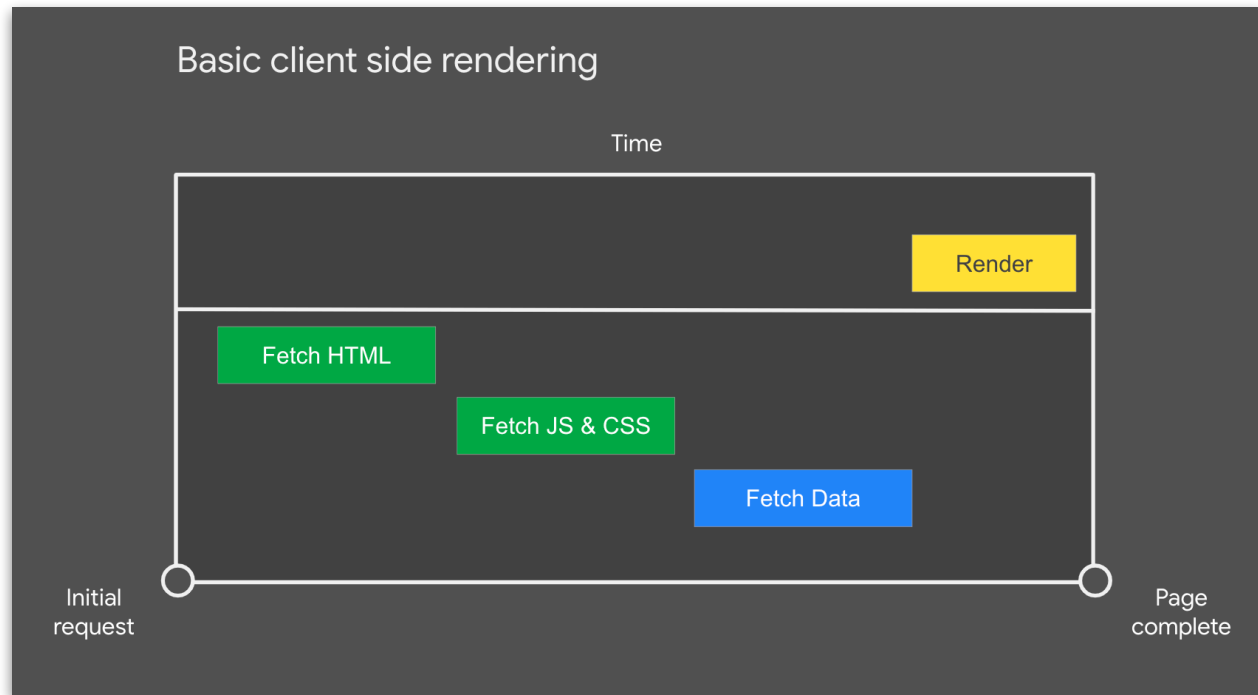 Basic client side rendering
Time
Render
Fetch HTML
Fetch JS & CSS
Fetch Data
Initial
request
Page
complete